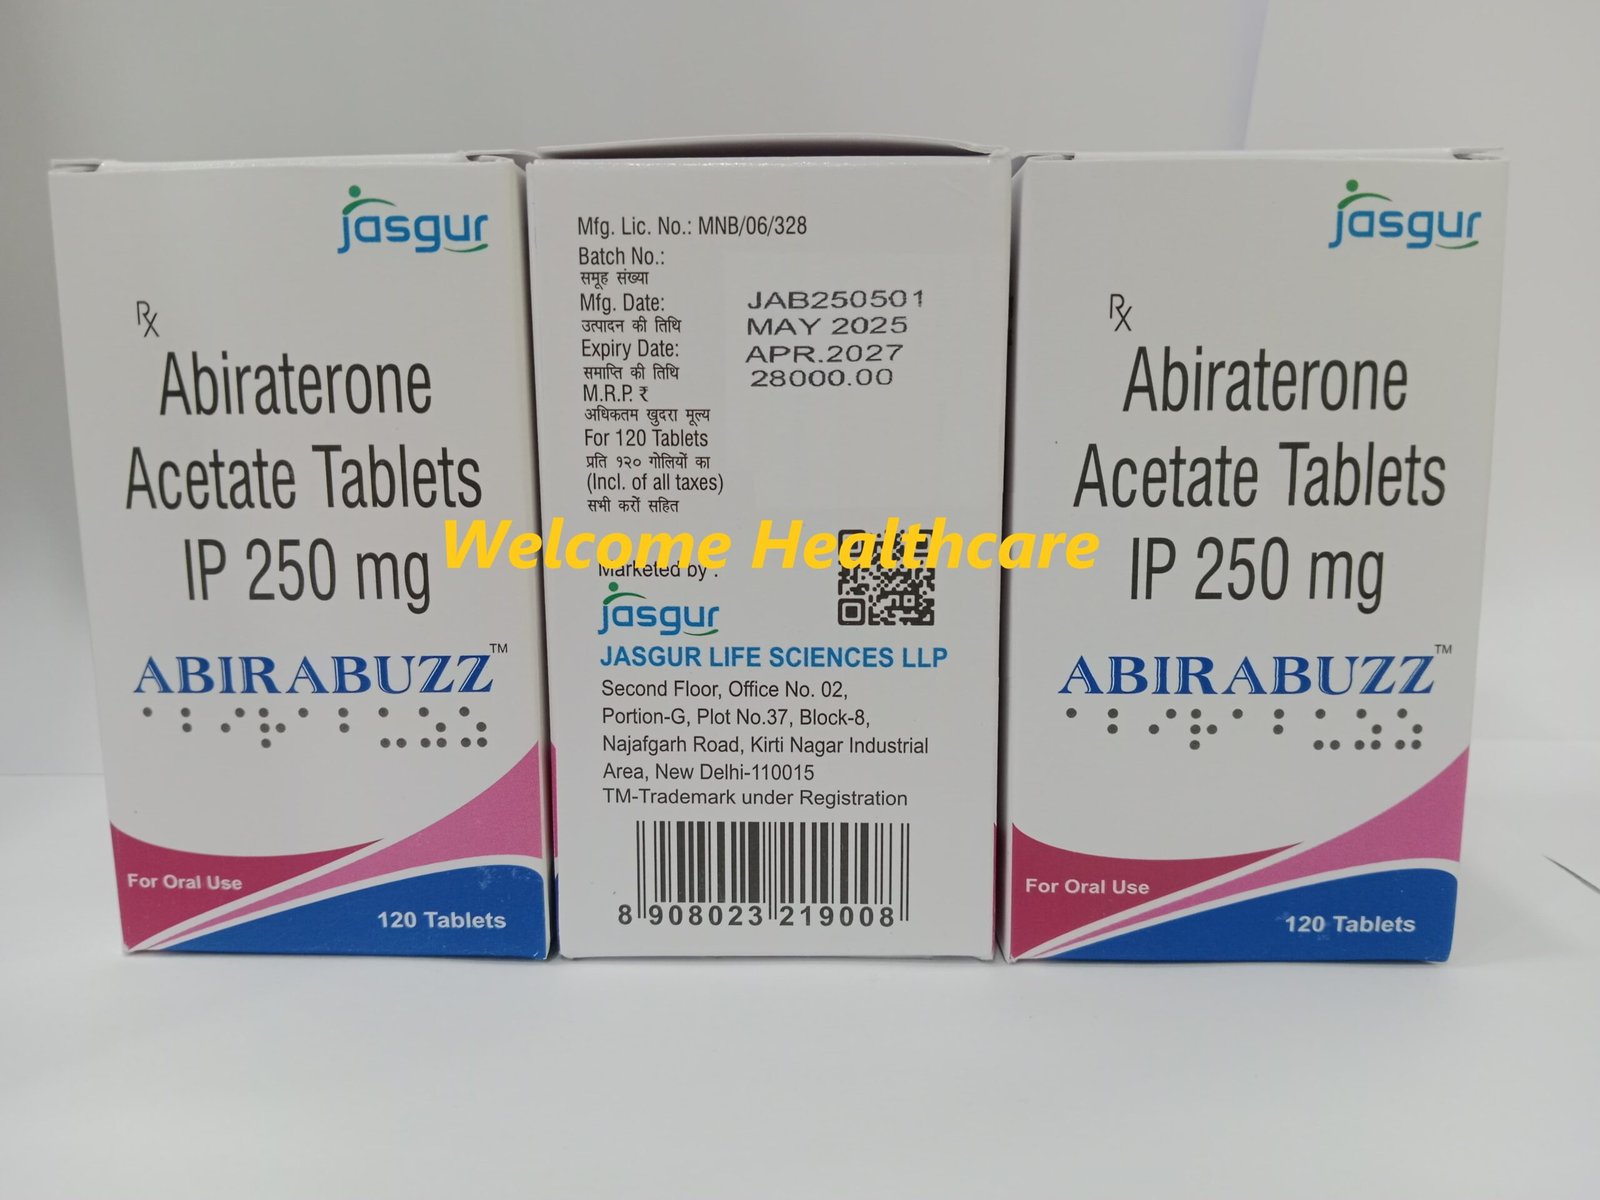 jasgur
Rx
Abiraterone
Acetate Tablets
IP 250 mg
ABIRABUZZ™
For Oral Use
120 Tablets
Mfg. Lic. No.: MNB/06/328
Batch No.:
समूह संख्या
JAB250501
Mfg. Date:
उत्पादन की तिथि
MAY 2025
Expiry Date:
समाप्ति की तिथि
APR.2027
M.R.P. ₹
28000.00
अधिकतम खुदरा मूल्य
For 120 Tablets
प्रति १२० गोलियों का
(Incl. of all taxes)
सभी करों सहित
Welcome Healthcare
Marketed by :
jasgur
JASGUR LIFE SCIENCES LLP
Second Floor, Office No. 02,
Portion-G, Plot No.37, Block-8,
Najafgarh Road, Kirti Nagar Industrial
Area, New Delhi-110015
TM-Trademark under Registration
8 908023 219008
jasgur
Rx
Abiraterone
Acetate Tablets
IP 250 mg
ABIRABUZZ™
For Oral Use
120 Tablets